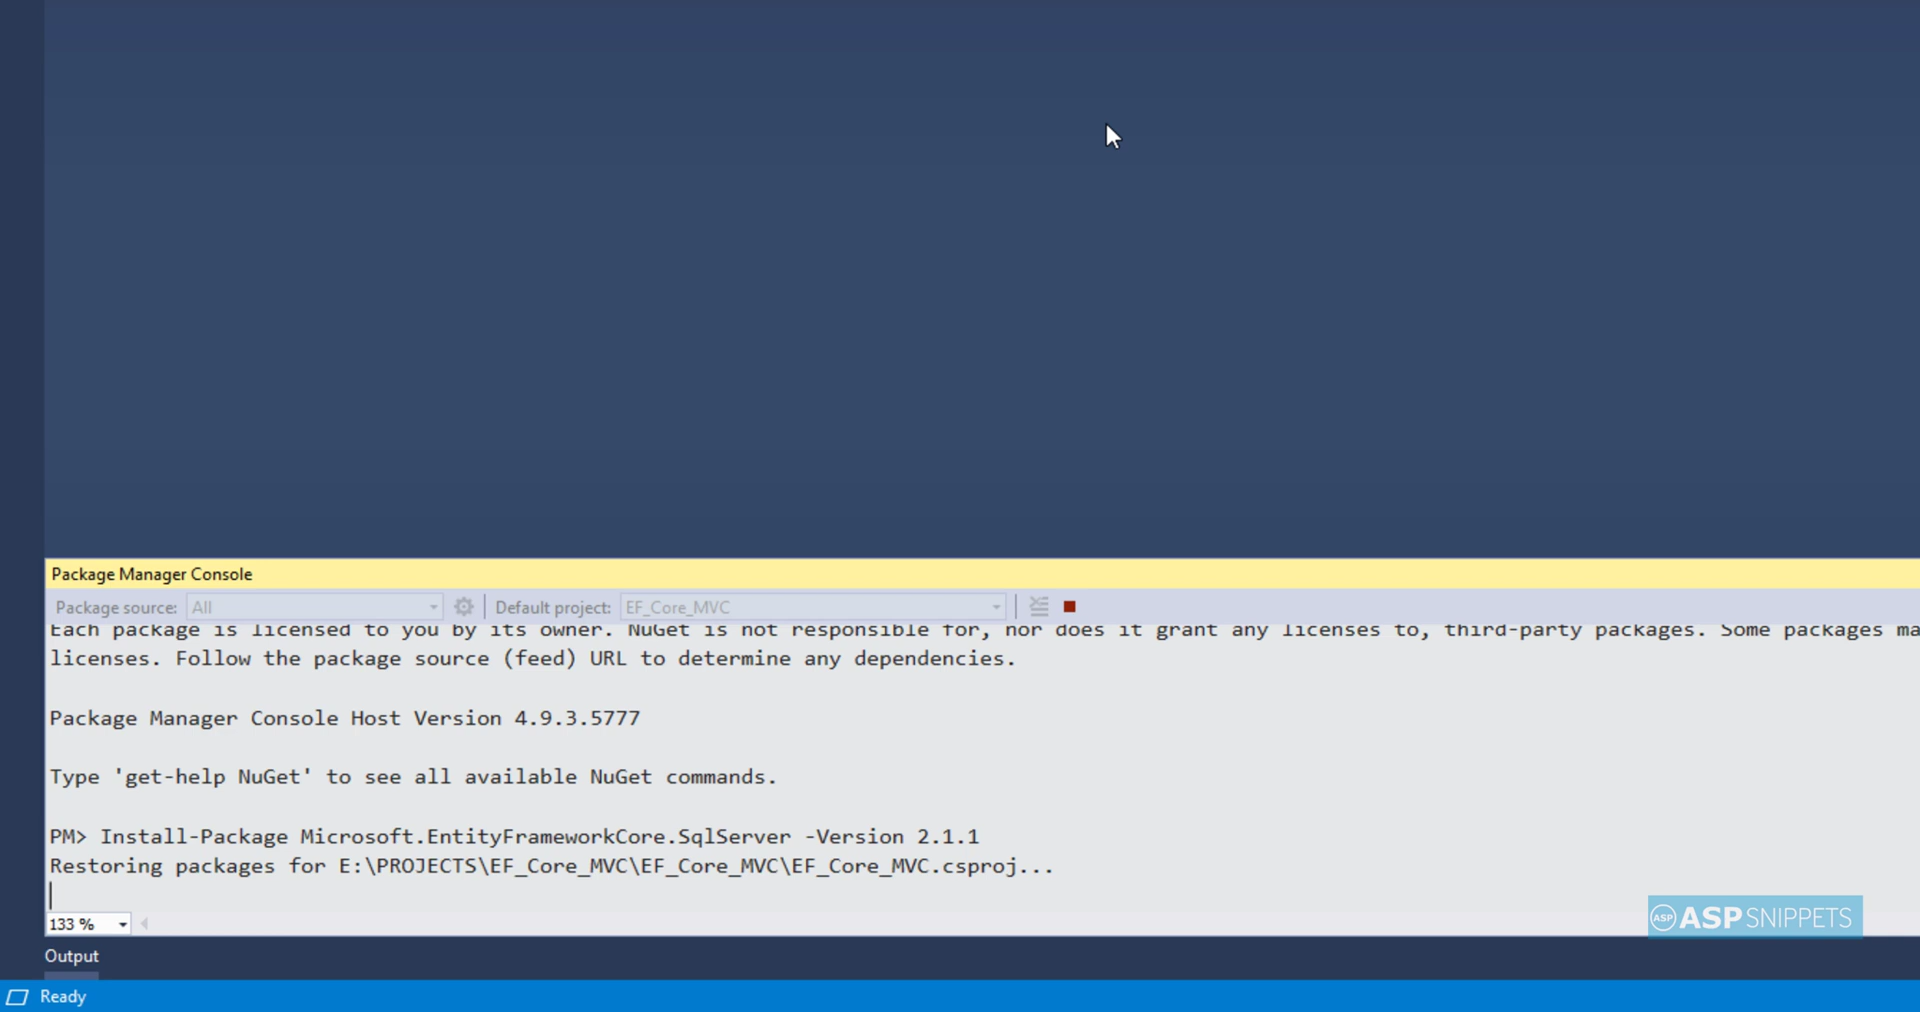 Package Manager Console
Package source: All Default project: EF_Core_MVC
Each package is licensed to you by its owner. NuGet is not responsible for, nor does it grant any licenses to, third-party packages. Some packages ma
licenses. Follow the package source (feed) URL to determine any dependencies.
Package Manager Console Host Version 4.9.3.5777
Type 'get-help NuGet' to see all available NuGet commands.
PM> Install-Package Microsoft.EntityFrameworkCore.SqlServer -Version 2.1.1
Restoring packages for E:\PROJECTS\EF_Core_MVC\EF_Core_MVC\EF_Core_MVC.csproj...
133 %
ASP ASPSNIPPETS
Output
Ready